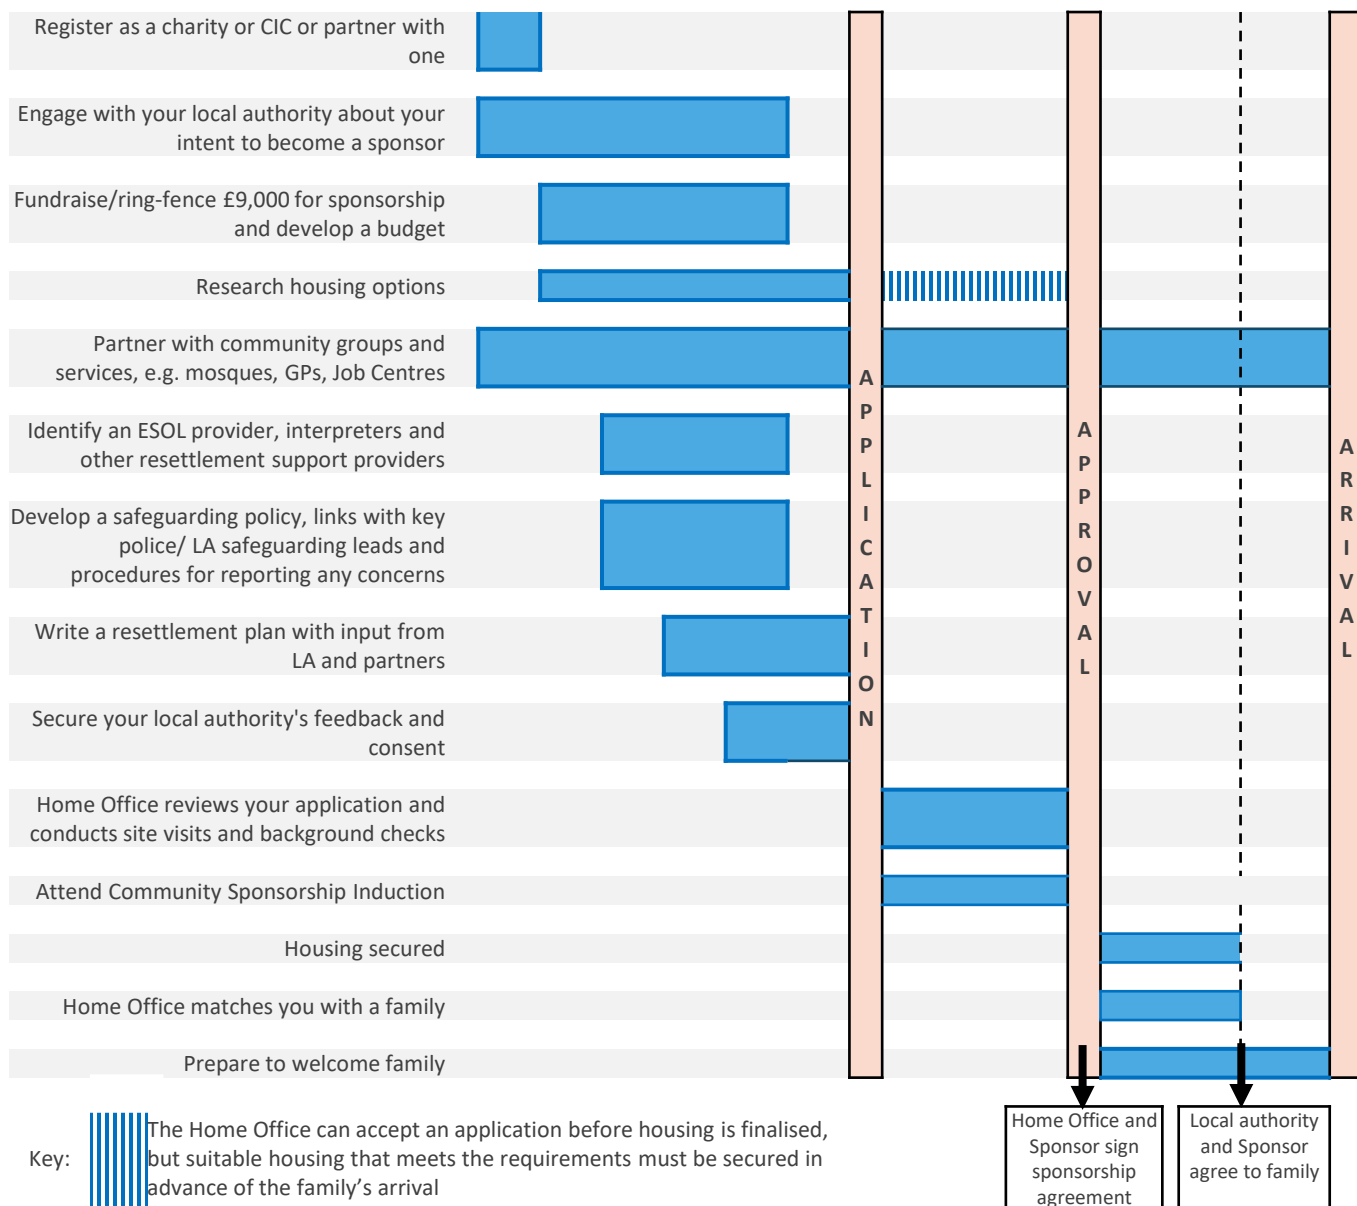 Register as a charity or CIC or partner with
one
Engage with your local authority about your
intent to become a sponsor
Fundraise/ring-fence £9,000 for sponsorship
and develop a budget
Research housing options
Partner with community groups and
services, e.g. mosques, GPs, Job Centres
Identify an ESOL provider, interpreters and
other resettlement support providers
Develop a safeguarding policy, links with key
police/ LA safeguarding leads and
procedures for reporting any concerns
Write a resettlement plan with input from
LA and partners
Secure your local authority's feedback and
consent
Home Office reviews your application and
conducts site visits and background checks
Attend Community Sponsorship Induction
Housing secured
Home Office matches you with a family
Prepare to welcome family
APPLICATION
APPROVAL
ARRIVAL
Home Office and
Sponsor sign
sponsorship
agreement
Local authority
and Sponsor
agree to family
Key:
The Home Office can accept an application before housing is finalised,
but suitable housing that meets the requirements must be secured in
advance of the family’s arrival